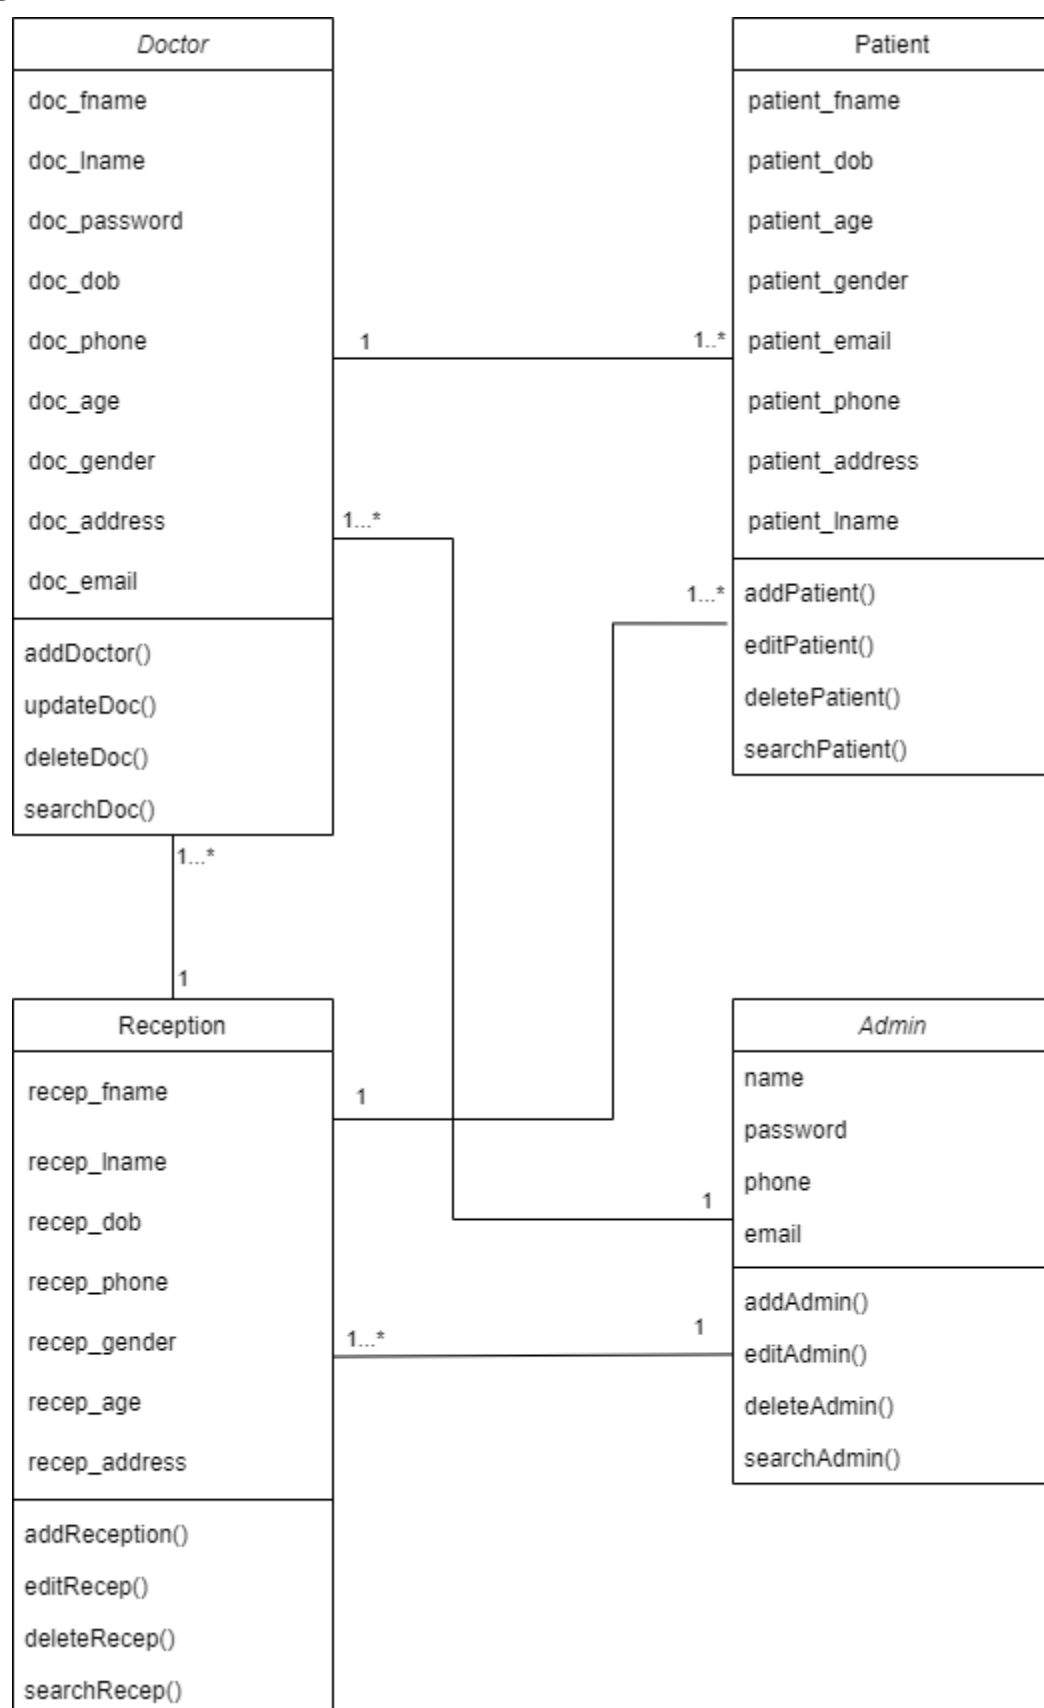 Doctor
doc_fname
doc_lname
doc_password
doc_dob
doc_phone
doc_age
doc_gender
doc_address
doc_email
addDoctor()
updateDoc()
deleteDoc()
searchDoc()
Patient
patient_fname
patient_dob
patient_age
patient_gender
patient_email
patient_phone
patient_address
patient_lname
addPatient()
editPatient()
deletePatient()
searchPatient()
1
1..*
1...*
1...*
1...*
1
Reception
recep_fname
recep_lname
recep_dob
recep_phone
recep_gender
recep_age
recep_address
addReception()
editRecep()
deleteRecep()
searchRecep()
1
1
1...*
1
Admin
name
password
phone
email
addAdmin()
editAdmin()
deleteAdmin()
searchAdmin()